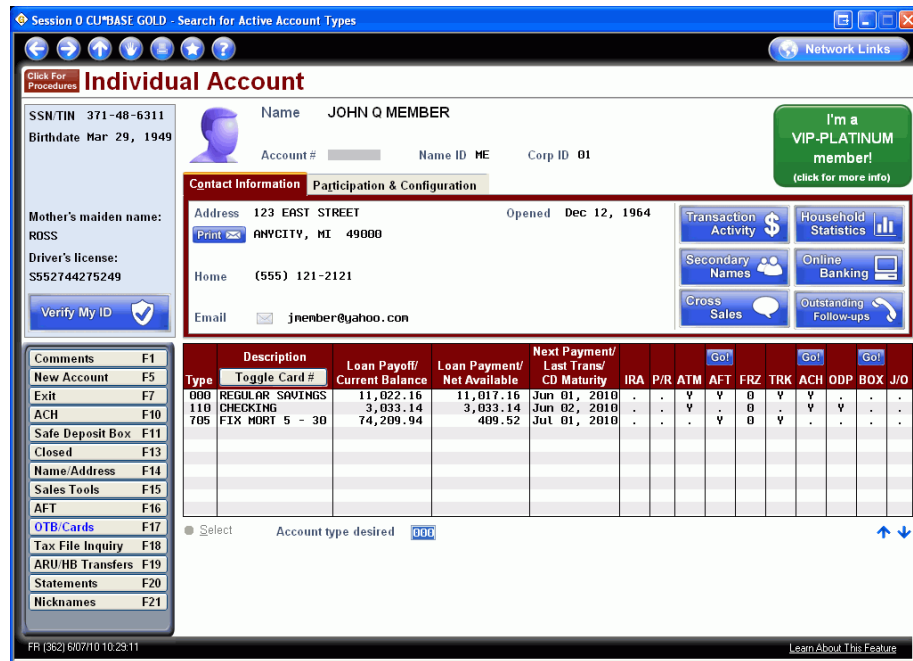 Session 0 CU*BASE GOLD - Search for Active Account Types
Network Links
Click For Procedures
Individual Account
SSN/TIN 371-48-6311
Birthdate Mar 29, 1949
Mother's maiden name:
ROSS
Driver's license:
S552744275249
Verify My ID
Name JOHN Q MEMBER
Account # Name ID ME Corp ID 01
I'm a
VIP-PLATINUM
member!
(click for more info)
Contact Information Participation & Configuration
Address 123 EAST STREET Opened Dec 12, 1964
Print ANYCITY, MI 49000
Home (555) 121-2121
Email jmember@yahoo.com
Transaction Activity
Household Statistics
Secondary Names
Online Banking
Cross Sales
Outstanding Follow-ups
Comments F1
New Account F5
Exit F7
ACH F10
Safe Deposit Box F11
Closed F13
Name/Address F14
Sales Tools F15
AFT F16
OTB/Cards F17
Tax File Inquiry F18
ARU/HB Transfers F19
Statements F20
Nicknames F21
Type Description Toggle Card # Loan Payoff/ Current Balance Loan Payment/ Net Available Next Payment/ Last Trans/ CD Maturity IRA P/R ATM Go! AFT FRZ TRK Go! ACH ODP Go! BOX J/O
000 REGULAR SAVINGS 11,022.16 11,017.16 Jun 01, 2010 . . Y Y 0 Y Y . . .
110 CHECKING 3,033.14 3,033.14 Jun 02, 2010 . . Y . 0 . Y Y . .
705 FIX MORT 5 - 30 74,209.94 409.52 Jul 01, 2010 . . . Y 0 Y . . . .
Select Account type desired 000
FR (362) 6/07/10 10:29:11
Learn About This Feature